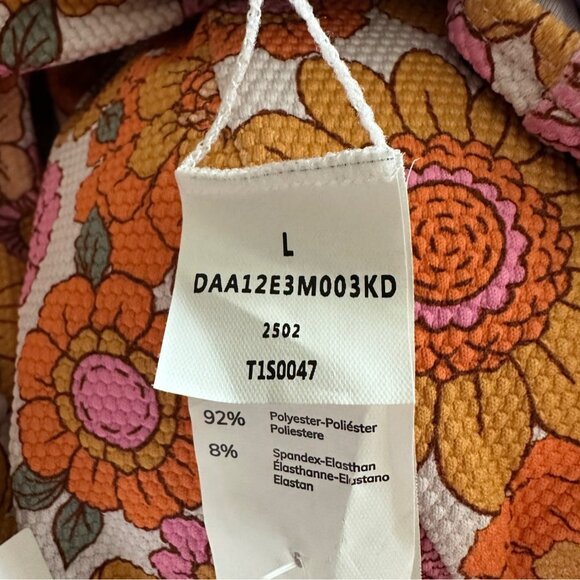 L
DAA12E3M003KD
2502
T1S0047
92% Polyester-Poliéster
Poliestere
8% Spandex-Elasthan
Élasthanne-Elastano
Elastan